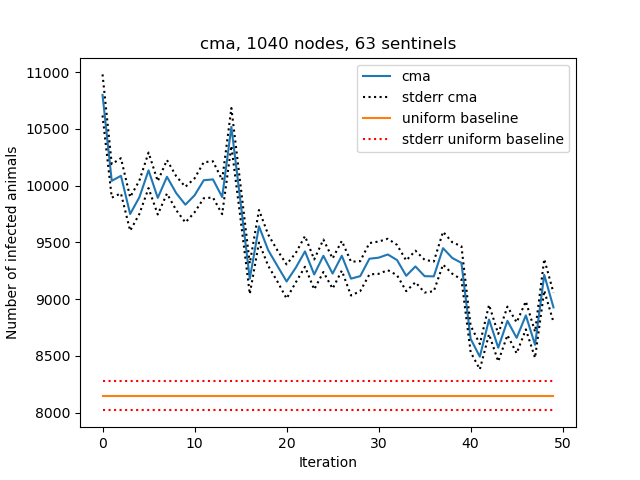 cma, 1040 nodes, 63 sentinels
11000
10500
10000
9500
9000
8500
8000
Number of infected animals
cma
stderr cma
uniform baseline
stderr uniform baseline
0 10 20 30 40 50
Iteration